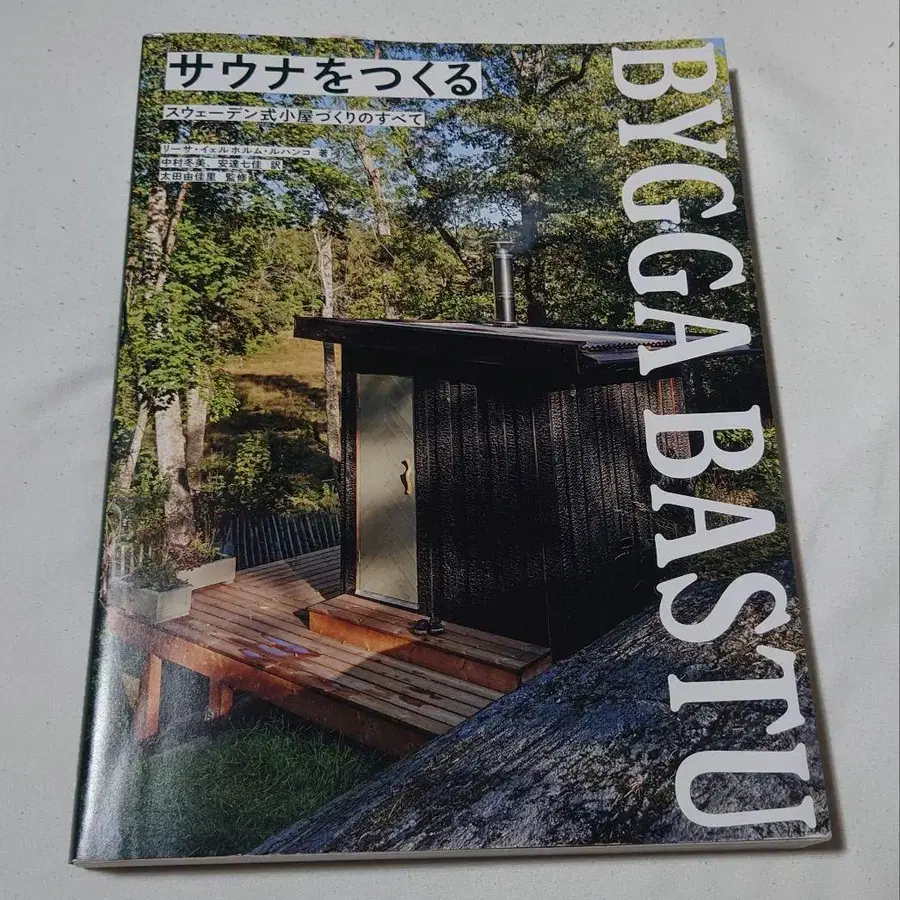 サウナをつくる
スウェーデン式小屋づくりのすべて
リーサ・イェルホルム・ルハンコ 著
中村冬美、安達七佳 訳
太田由佳里 監修
BYGGA BASTU